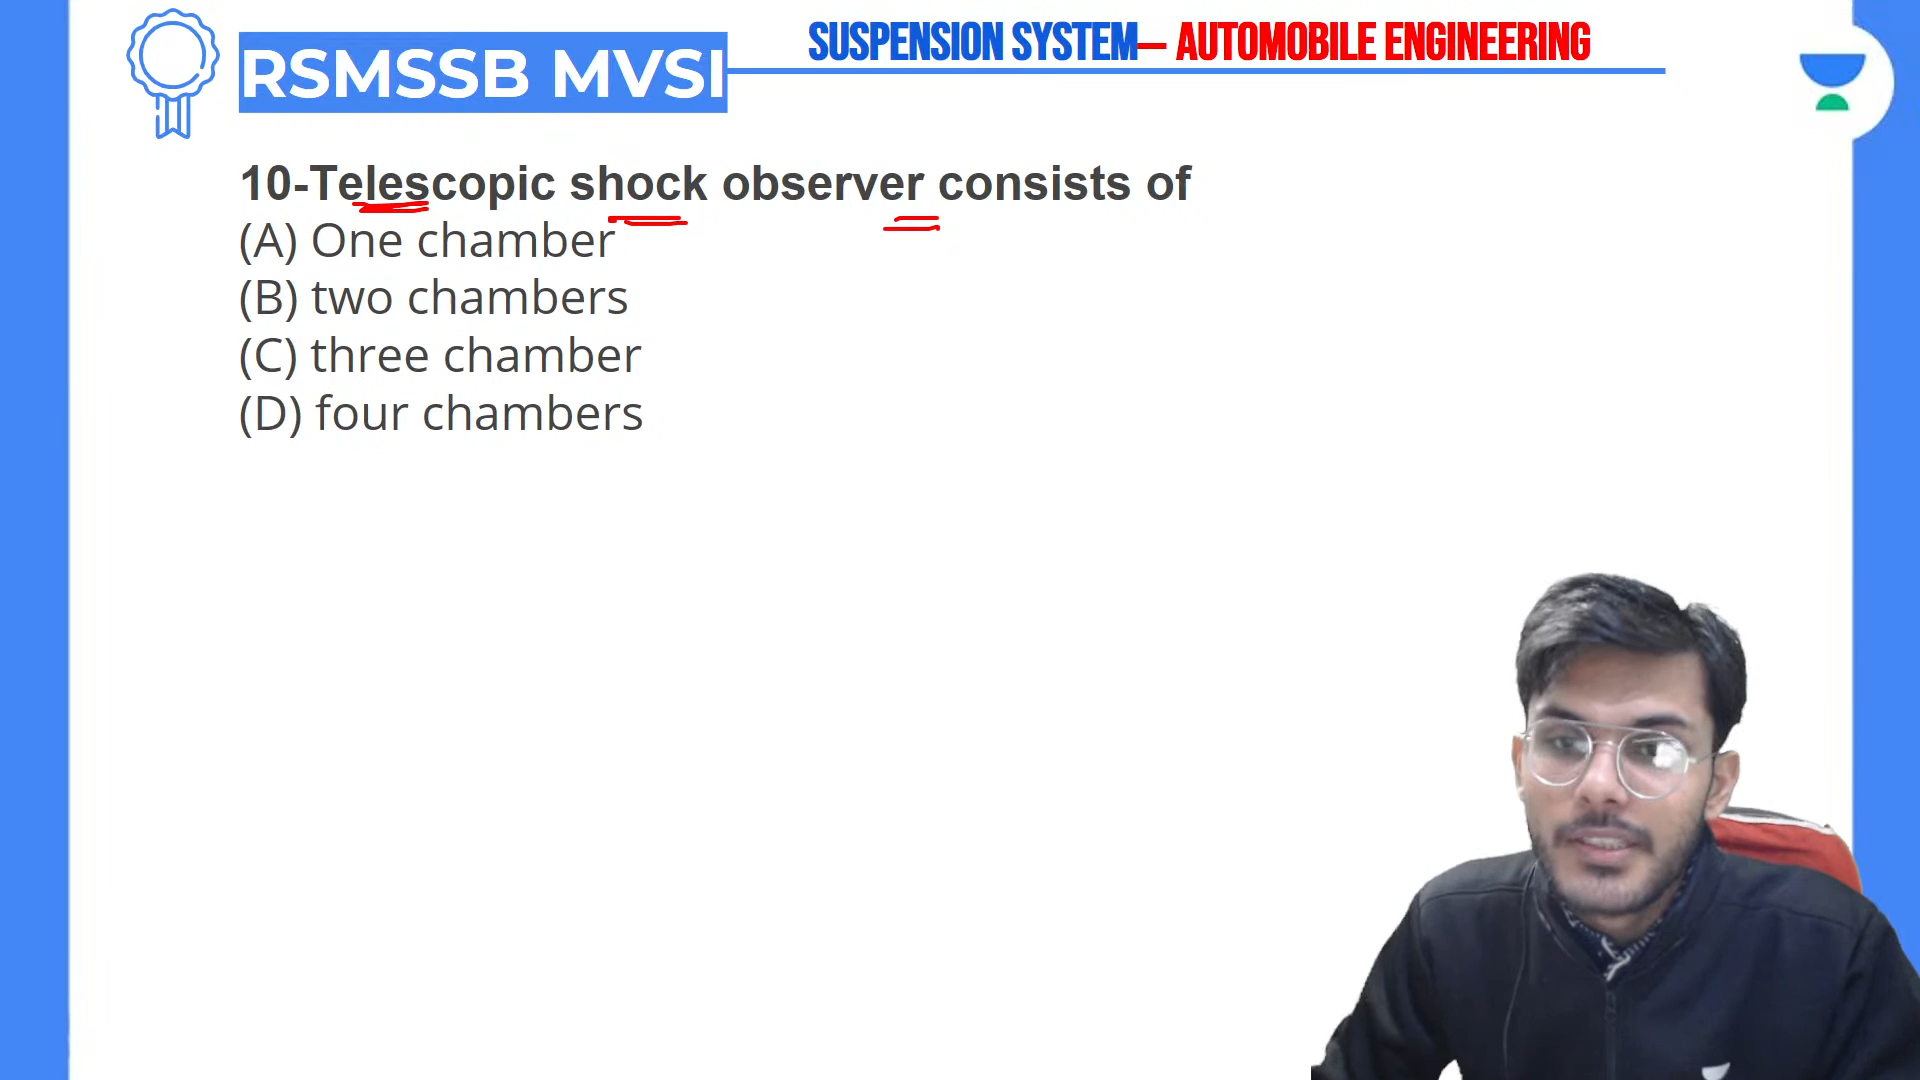 SUSPENSION SYSTEM– AUTOMOBILE ENGINEERING
RSMSSB MVSI
10-Telescopic shock observer consists of
(A) One chamber
(B) two chambers
(C) three chamber
(D) four chambers